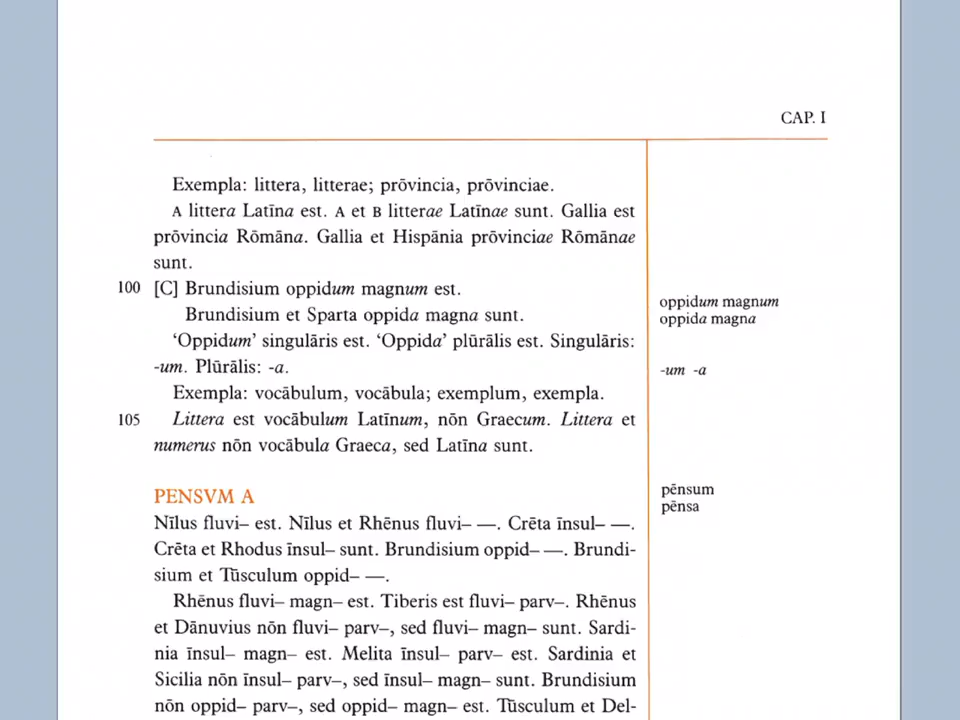 CAP. I
Exempla: littera, litterae; prōvincia, prōvinciae.
A littera Latīna est. A et B litterae Latīnae sunt. Gallia est
prōvincia Rōmāna. Gallia et Hispānia prōvinciae Rōmānae
sunt.
100 [C] Brundisium oppidum magnum est.
Brundisium et Sparta oppida magna sunt.
‘Oppidum’ singulāris est. ‘Oppida’ plūrālis est. Singulāris:
-um. Plūrālis: -a.
Exempla: vocābulum, vocābula; exemplum, exempla.
105 Littera est vocābulum Latīnum, nōn Graecum. Littera et
numerus nōn vocābula Graeca, sed Latīna sunt.
oppidum magnum
oppida magna
-um -a
PENSVM A
Nīlus fluvi– est. Nīlus et Rhēnus fluvi– —. Crēta īnsul– —.
Crēta et Rhodus īnsul– sunt. Brundisium oppid– —. Brundi-
sium et Tūsculum oppid– —.
Rhēnus fluvi– magn– est. Tiberis est fluvi– parv–. Rhēnus
et Dānuvius nōn fluvi– parv–, sed fluvi– magn– sunt. Sardi-
nia īnsul– magn– est. Melita īnsul– parv– est. Sardinia et
Sicilia nōn īnsul– parv–, sed īnsul– magn– sunt. Brundisium
nōn oppid– parv–, sed oppid– magn– est. Tūsculum et Del-
pēnsum
pēnsa